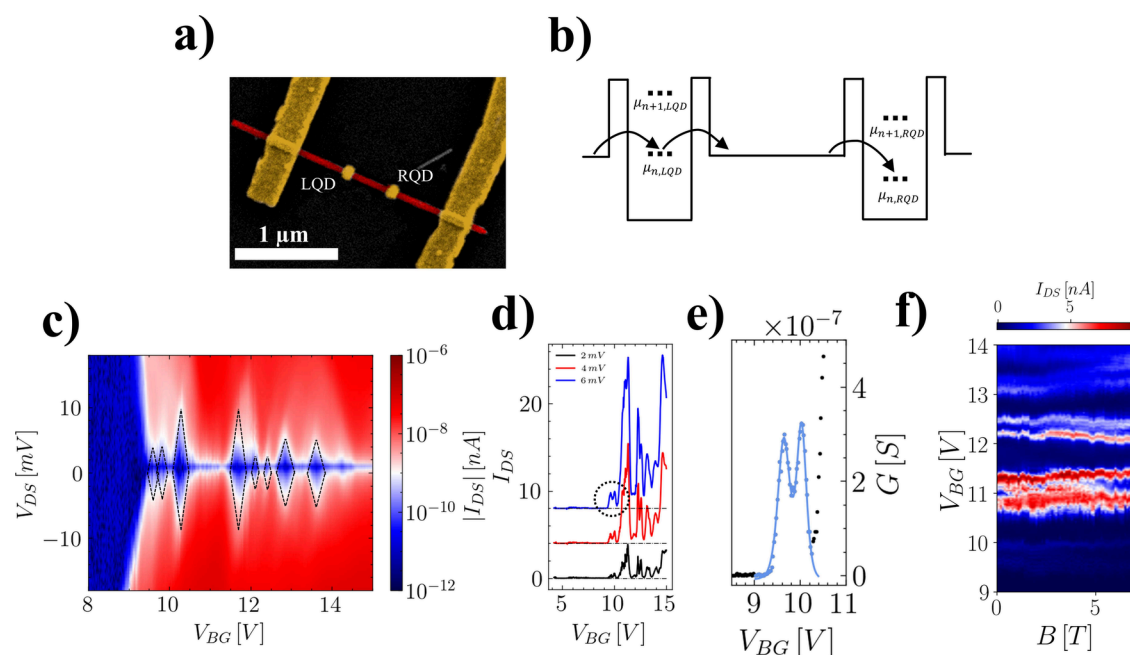 a)
LQD
RQD
1 μm
b)
μn+1,LQD
μn,LQD
μn+1,RQD
μn,RQD
c)
10
0
−10
VDS [mV]
8
10
12
14
VBG [V]
10−6
10−8
10−10
10−12
|IDS| [nA]
d)
2 mV
4 mV
6 mV
20
10
0
IDS
5
10
15
VBG [V]
e)
×10−7
4
2
0
G [S]
9
10
11
VBG [V]
f)
IDS [nA]
0
5
14
13
12
11
10
9
VBG [V]
0
5
B [T]